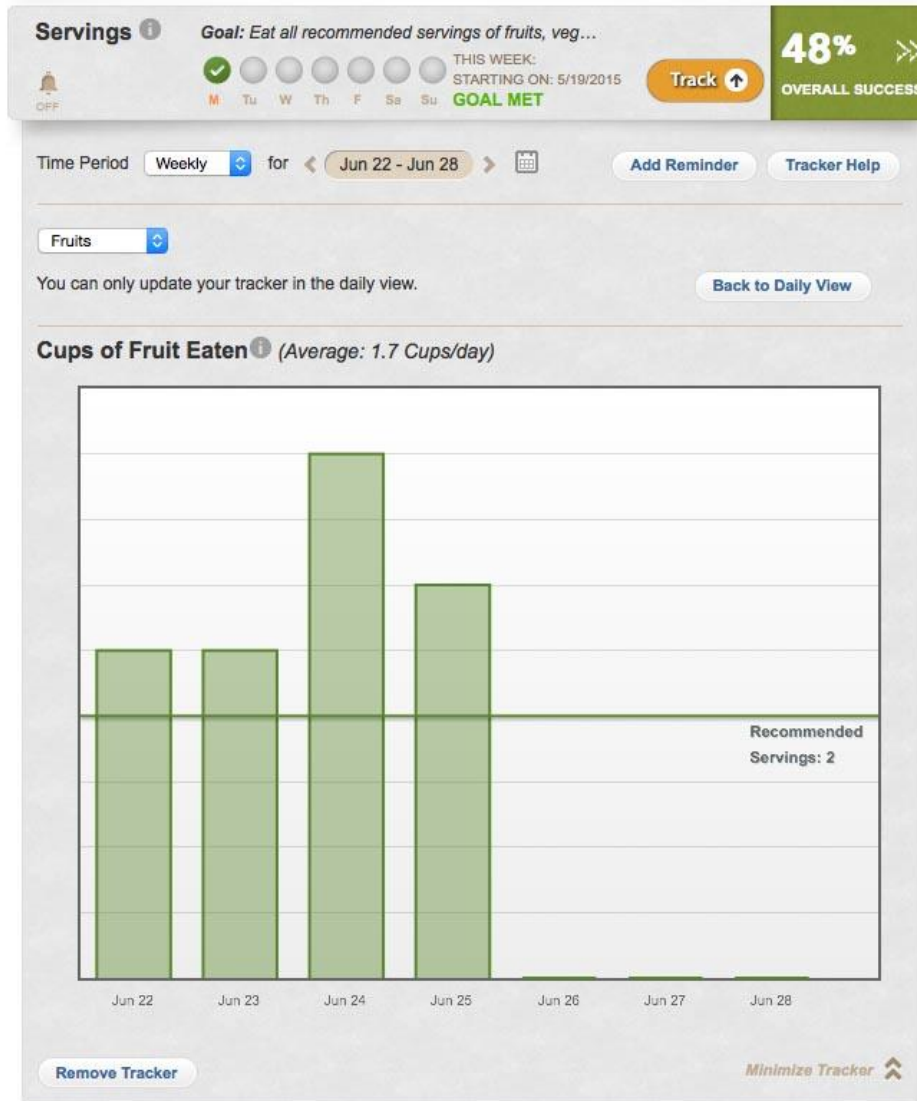 Servings
Goal: Eat all recommended servings of fruits, veg…
OFF
M Tu W Th F Sa Su
THIS WEEK:
STARTING ON: 5/19/2015
GOAL MET
Track
48%
OVERALL SUCCESS
Time Period Weekly for Jun 22 - Jun 28
Add Reminder Tracker Help
Fruits
You can only update your tracker in the daily view.
Back to Daily View
Cups of Fruit Eaten (Average: 1.7 Cups/day)
Recommended
Servings: 2
Jun 22 Jun 23 Jun 24 Jun 25 Jun 26 Jun 27 Jun 28
Remove Tracker
Minimize Tracker